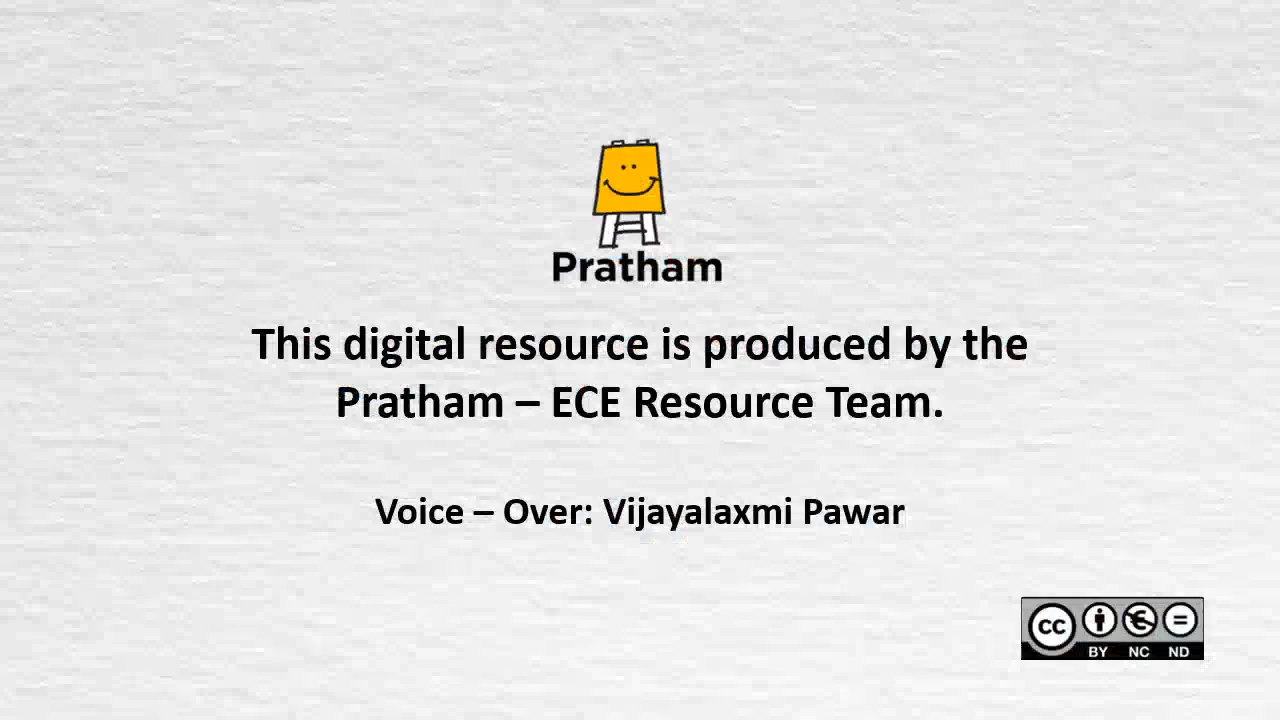 Pratham
This digital resource is produced by the
Pratham – ECE Resource Team.
Voice – Over: Vijayalaxmi Pawar
cc
BY NC ND